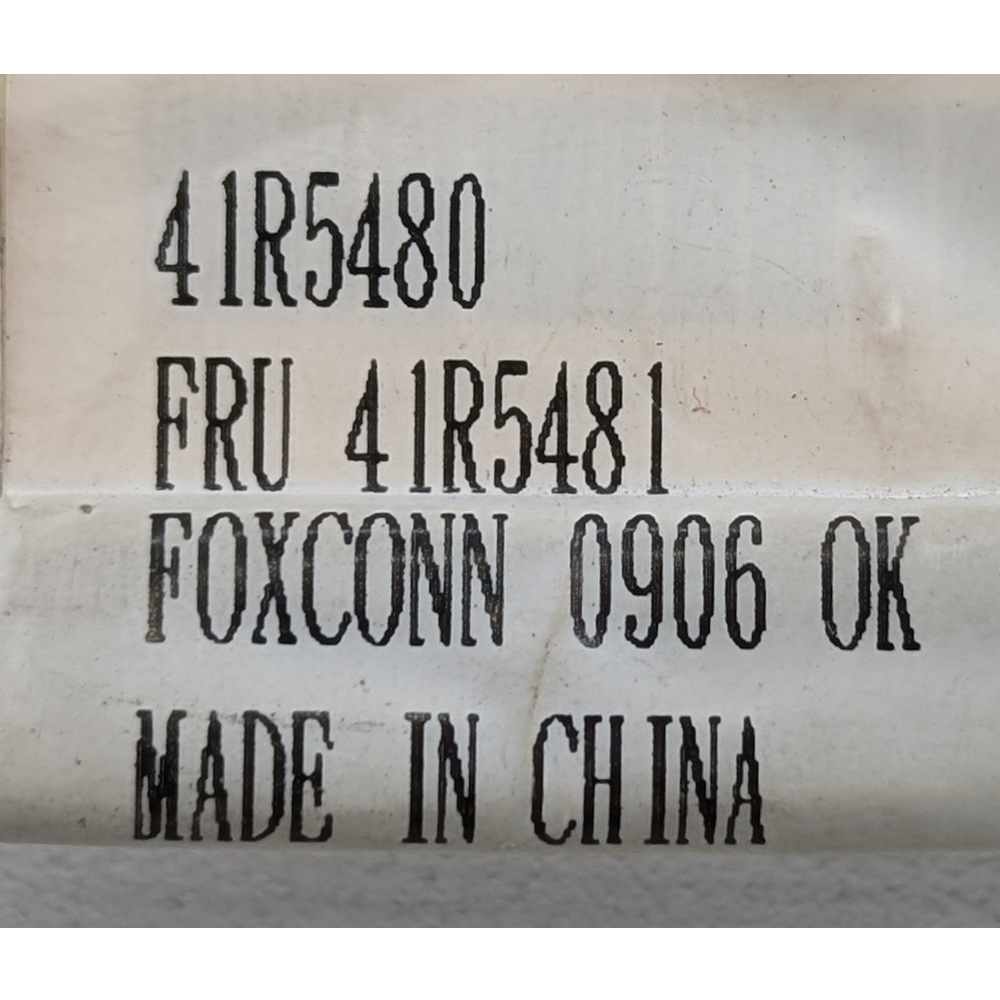 41R5480
FRU 41R5481
FOXCONN 0906 OK
MADE IN CHINA